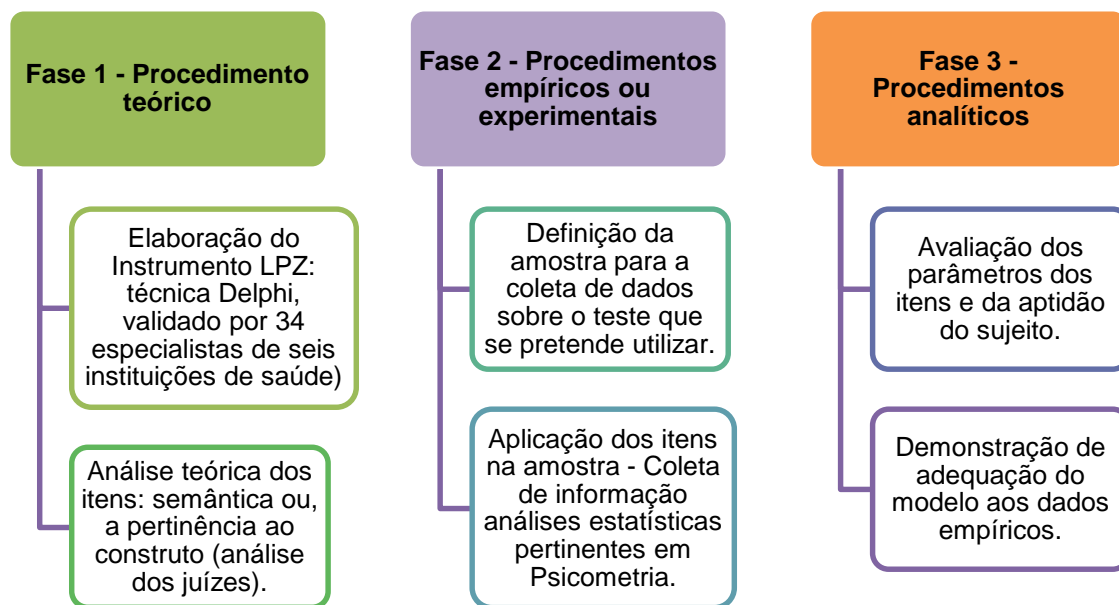 Fase 1 - Procedimento
teórico
Elaboração do
Instrumento LPZ:
técnica Delphi,
validado por 34
especialistas de seis
instituições de saúde)
Análise teórica dos
itens: semântica ou,
a pertinência ao
construto (análise
dos juízes).
Fase 2 - Procedimentos
empíricos ou
experimentais
Definição da
amostra para a
coleta de dados
sobre o teste que
se pretende utilizar.
Aplicação dos itens
na amostra - Coleta
de informação
análises estatísticas
pertinentes em
Psicometria.
Fase 3 -
Procedimentos
analíticos
Avaliação dos
parâmetros dos
itens e da aptidão
do sujeito.
Demonstração de
adequação do
modelo aos dados
empíricos.